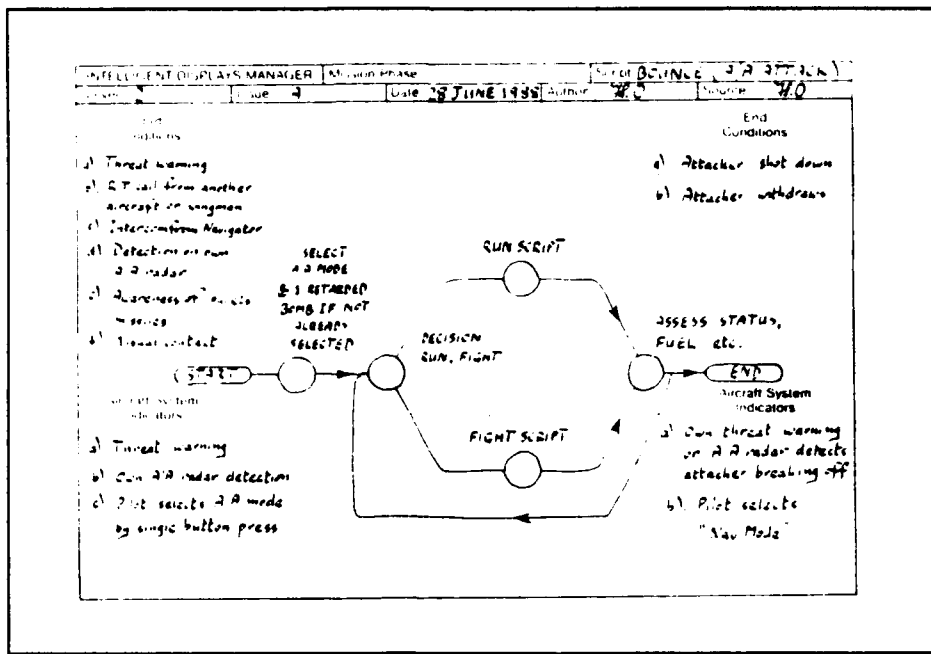 INTELLIGENT DISPLAYS MANAGER Mission Phase Script BOUNCE (A/A ATTACK)
Issue A Date 28 JUNE 1988 Author H.O Source H.O
End
Conditions
Conditions
a) Threat warning
call from another
aircraft or wingman
c) Intercom from Navigator
d) Detection on own
A A radar
Awareness of
Visual contact
a) Attacker shot down
b) Attacker withdraws
SELECT
A A MODE
RETARDED
IF NOT
ALREADY
SELECTED
RUN SCRIPT
DECISION
RUN, FIGHT
ASSESS STATUS,
FUEL etc.
START
END
FIGHT SCRIPT
Aircraft System
Indicators
a) Threat warning
b) Own A/A radar detection
c) Pilot selects A A mode
by single button press
Aircraft System
Indicators
a) Own threat warning
or A A radar detects
attacker breaking off
b) Pilot selects
"Nav Mode"